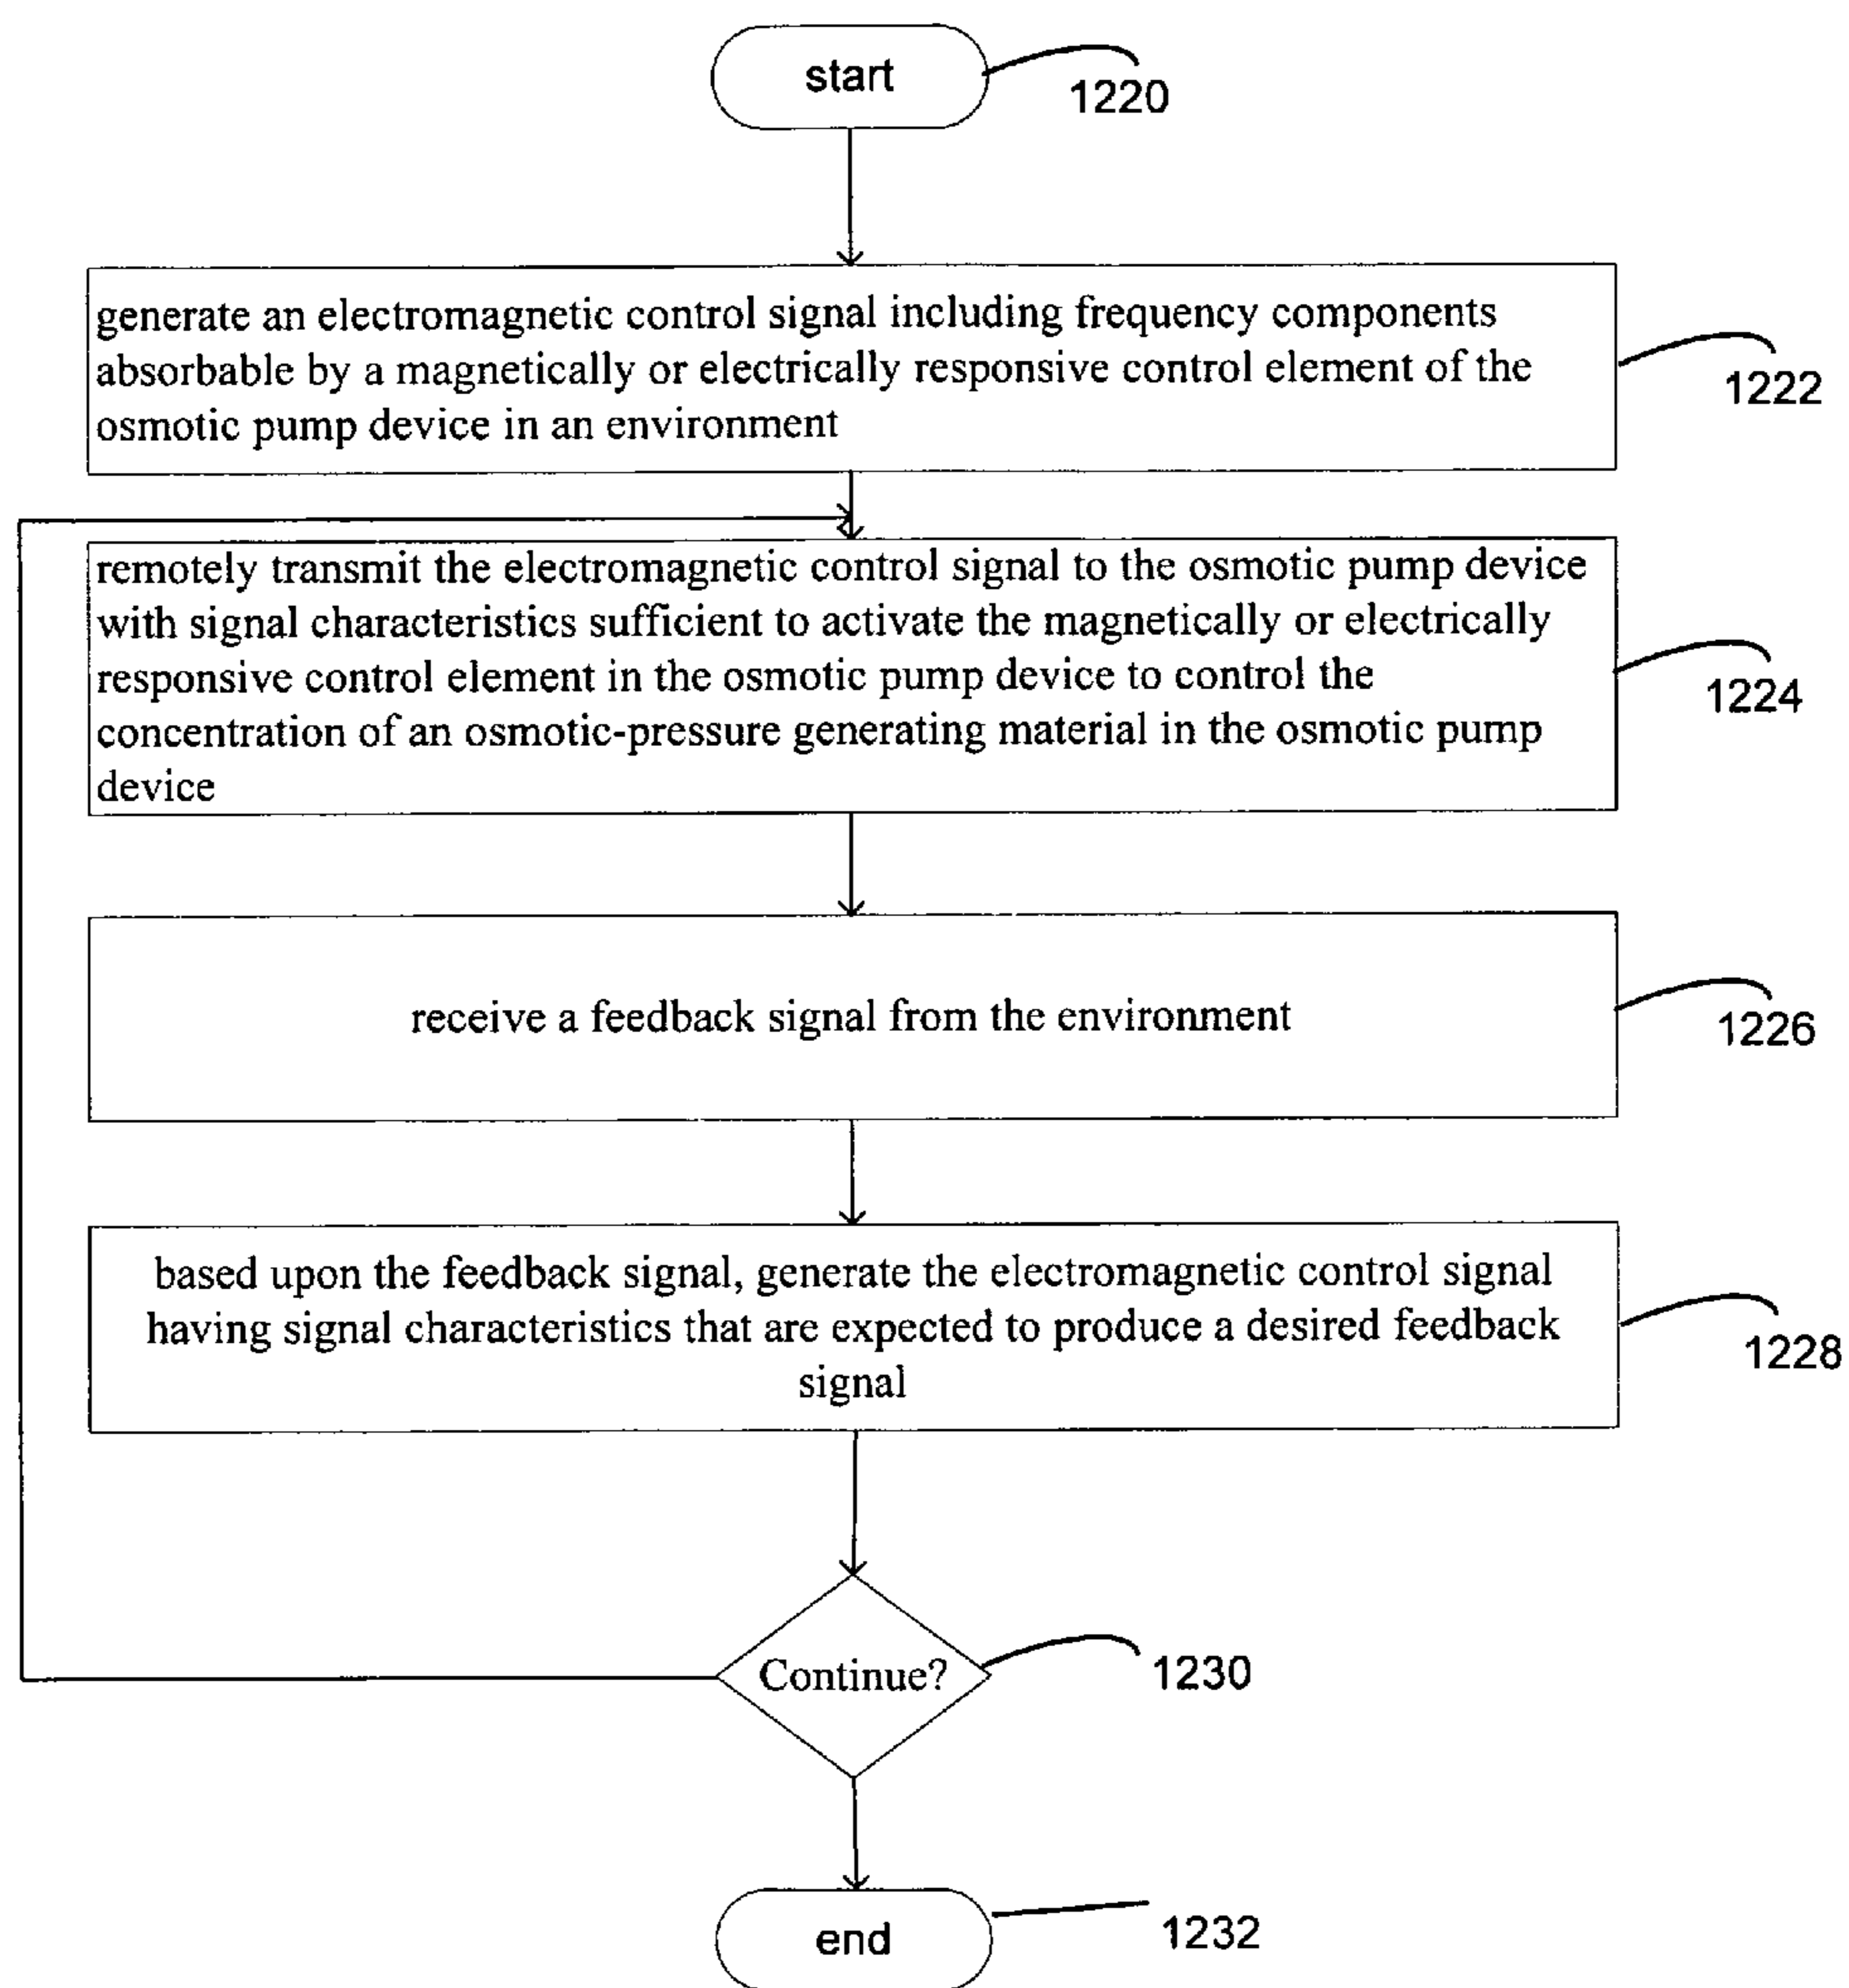 start
1220
generate an electromagnetic control signal including frequency components
absorbable by a magnetically or electrically responsive control element of the
osmotic pump device in an environment
1222
remotely transmit the electromagnetic control signal to the osmotic pump device
with signal characteristics sufficient to activate the magnetically or electrically
responsive control element in the osmotic pump device to control the
concentration of an osmotic-pressure generating material in the osmotic pump
device
1224
receive a feedback signal from the environment
1226
based upon the feedback signal, generate the electromagnetic control signal
having signal characteristics that are expected to produce a desired feedback
signal
1228
Continue?
1230
end
1232